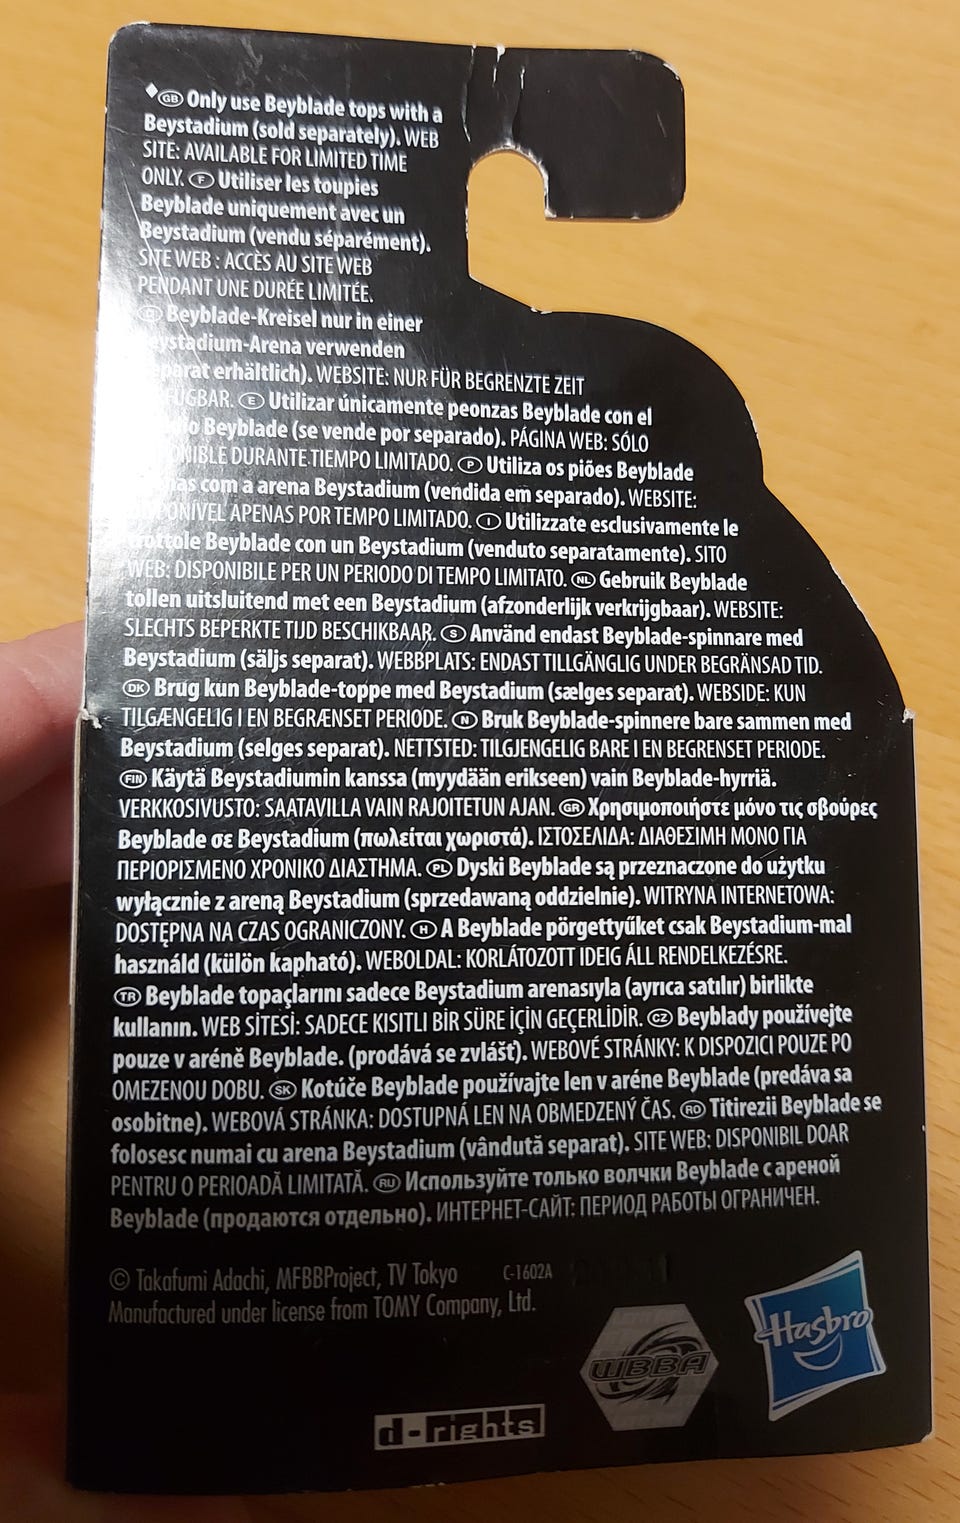 ♦ GB Only use Beyblade tops with a
Beystadium (sold separately). WEB
SITE: AVAILABLE FOR LIMITED TIME
ONLY. F Utiliser les toupies
Beyblade uniquement avec un
Beystadium (vendu séparément).
SITE WEB : ACCÈS AU SITE WEB
PENDANT UNE DURÉE LIMITÉE.
Beyblade-Kreisel nur in einer
verwenden
erhältlich). WEBSITE: NUR FÜR BEGRENZTE ZEIT
E Utilizar únicamente peonzas Beyblade con el
Beyblade (se vende por separado). PÁGINA WEB: SÓLO
DURANTE TIEMPO LIMITADO. P Utiliza os piões Beyblade
com a arena Beystadium (vendida em separado). WEBSITE:
APENAS POR TEMPO LIMITADO. I Utilizzate esclusivamente le
trottole Beyblade con un Beystadium (venduto separatamente). SITO
WEB: DISPONIBILE PER UN PERIODO DI TEMPO LIMITATO. NL Gebruik Beyblade
tollen uitsluitend met een Beystadium (afzonderlijk verkrijgbaar). WEBSITE:
SLECHTS BEPERKTE TIJD BESCHIKBAAR. S Använd endast Beyblade-spinnare med
Beystadium (säljs separat). WEBBPLATS: ENDAST TILLGÄNGLIG UNDER BEGRÄNSAD TID.
DK Brug kun Beyblade-toppe med Beystadium (sælges separat). WEBSIDE: KUN
TILGÆNGELIG I EN BEGRÆNSET PERIODE. N Bruk Beyblade-spinnere bare sammen med
Beystadium (selges separat). NETTSTED: TILGJENGELIG BARE I EN BEGRENSET PERIODE.
FIN Käytä Beystadiumin kanssa (myydään erikseen) vain Beyblade-hyrriä.
VERKKOSIVUSTO: SAATAVILLA VAIN RAJOITETUN AJAN. GR Χρησιμοποιήστε μόνο τις σβούρες
Beyblade σε Beystadium (πωλείται χωριστά). ΙΣΤΟΣΕΛΙΔΑ: ΔΙΑΘΕΣΙΜΗ ΜΟΝΟ ΓΙΑ
ΠΕΡΙΟΡΙΣΜΕΝΟ ΧΡΟΝΙΚΟ ΔΙΑΣΤΗΜΑ. PL Dyski Beyblade są przeznaczone do użytku
wyłącznie z areną Beystadium (sprzedawaną oddzielnie). WITRYNA INTERNETOWA:
DOSTĘPNA NA CZAS OGRANICZONY. H A Beyblade pörgettyűket csak Beystadium-mal
használd (külön kapható). WEBOLDAL: KORLÁTOZOTT IDEIG ÁLL RENDELKEZÉSRE.
TR Beyblade topaçlarını sadece Beystadium arenasıyla (ayrıca satılır) birlikte
kullanın. WEB SİTESİ: SADECE KISITLI BİR SÜRE İÇİN GEÇERLİDİR. CZ Beyblady používejte
pouze v aréně Beyblade. (prodává se zvlášť). WEBOVÉ STRÁNKY: K DISPOZICI POUZE PO
OMEZENOU DOBU. SK Kotúče Beyblade používajte len v aréne Beyblade (predáva sa
osobitne). WEBOVÁ STRÁNKA: DOSTUPNÁ LEN NA OBMEDZENÝ ČAS. RO Titirezii Beyblade se
folosesc numai cu arena Beystadium (vândută separat). SITE WEB: DISPONIBIL DOAR
PENTRU O PERIOADĂ LIMITATĂ. RU Используйте только волчки Beyblade с ареной
Beyblade (продаются отдельно). ИНТЕРНЕТ-САЙТ: ПЕРИОД РАБОТЫ ОГРАНИЧЕН.
© Takafumi Adachi, MFBBProject, TV Tokyo C-1602A
Manufactured under license from TOMY Company, Ltd.
WBBA
Hasbro
d-rights